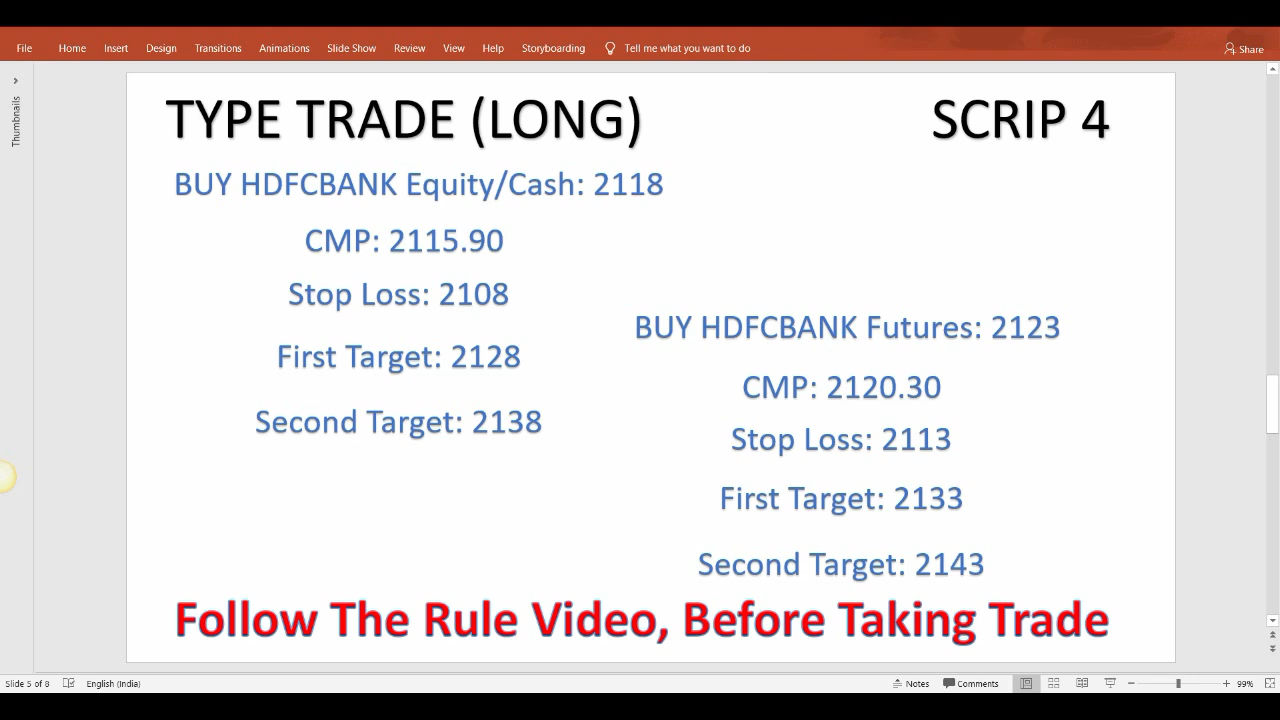 File Home Insert Design Transitions Animations Slide Show Review View Help Storyboarding Tell me what you want to do Share
Thumbnails
TYPE TRADE (LONG) SCRIP 4
BUY HDFCBANK Equity/Cash: 2118
CMP: 2115.90
Stop Loss: 2108
First Target: 2128
Second Target: 2138
BUY HDFCBANK Futures: 2123
CMP: 2120.30
Stop Loss: 2113
First Target: 2133
Second Target: 2143
Follow The Rule Video, Before Taking Trade
Slide 5 of 8 English (India) Notes Comments 99%